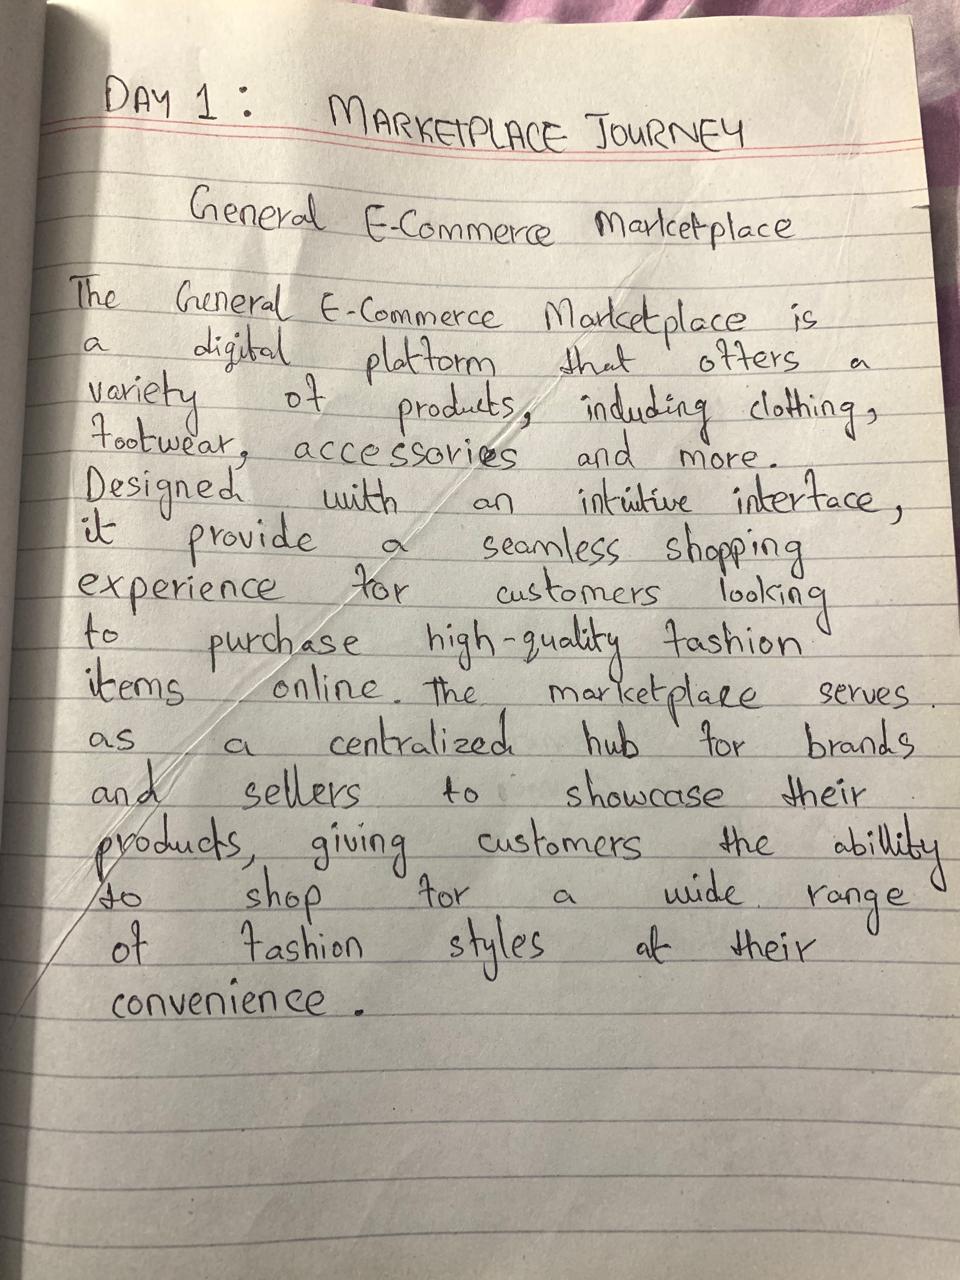 DAY 1 : MARKETPLACE JOURNEY
General E-Commerce Marketplace
The General E-Commerce Marketplace is
a digital platform that offers a
variety of products, including clothing,
footwear, accessories and more.
Designed with an intuitive interface,
it provide a seamless shopping
experience for customers looking
to purchase high-quality fashion
items online. The marketplace serves
as a centralized hub for brands
and sellers to showcase their
products, giving customers the abillity
to shop for a wide range
of fashion styles at their
convenience.